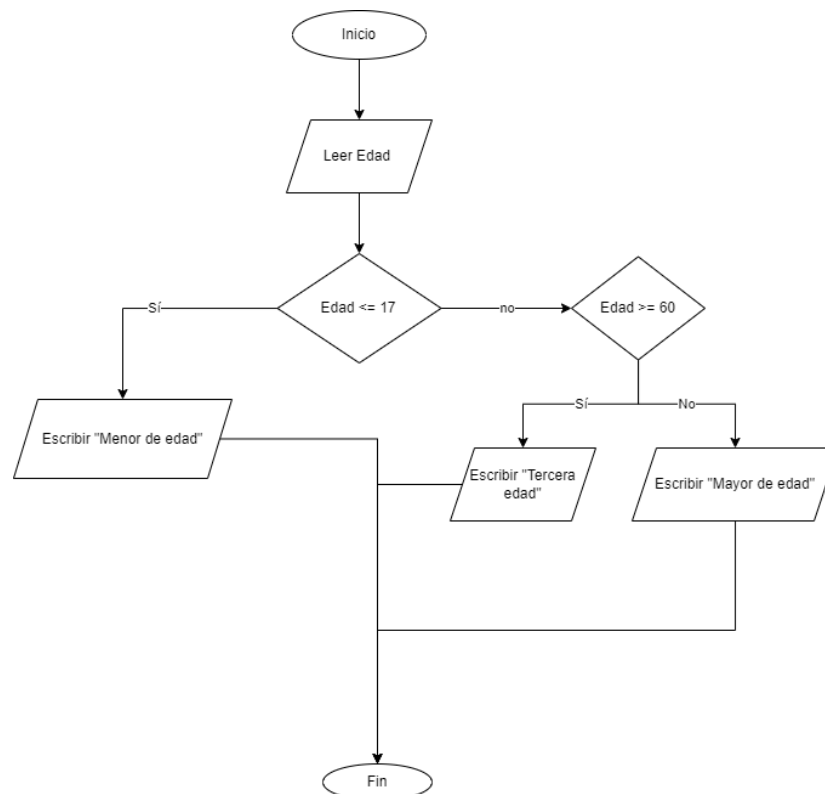 Inicio
Leer Edad
Edad <= 17
Edad >= 60
Sí
no
Sí
No
Escribir "Menor de edad"
Escribir "Tercera
edad"
Escribir "Mayor de edad"
Fin